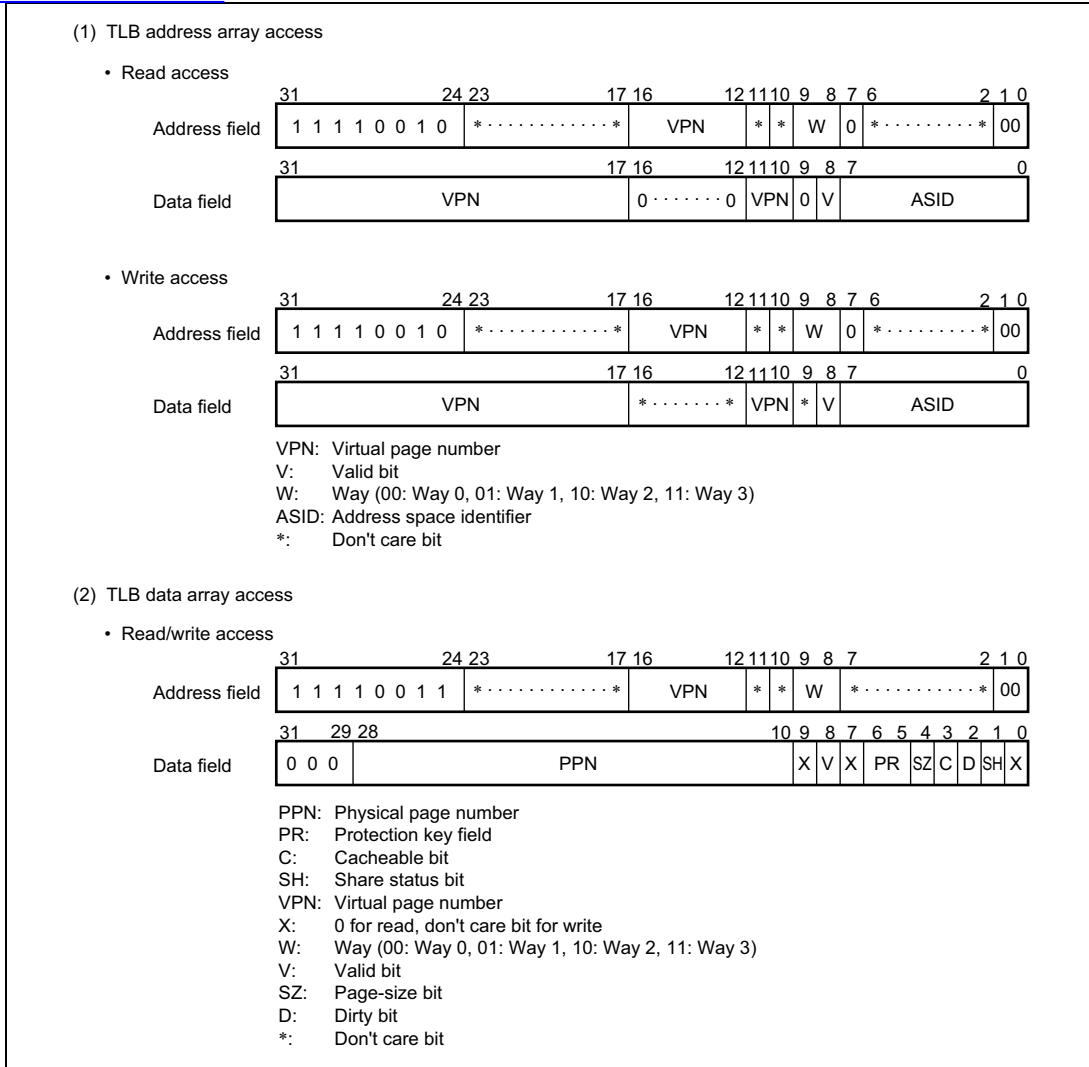 (1) TLB address array access
• Read access
31 24 23 17 16 12 11 10 9 8 7 6 2 1 0
Address field 1 1 1 1 0 0 1 0 *············* VPN * * W 0 *·········* 00
31 17 16 12 11 10 9 8 7 0
Data field VPN 0·······0 VPN 0 V ASID
• Write access
31 24 23 17 16 12 11 10 9 8 7 6 2 1 0
Address field 1 1 1 1 0 0 1 0 *············* VPN * * W 0 *·········* 00
31 17 16 12 11 10 9 8 7 0
Data field VPN *·······* VPN * V ASID
VPN: Virtual page number
V: Valid bit
W: Way (00: Way 0, 01: Way 1, 10: Way 2, 11: Way 3)
ASID: Address space identifier
*: Don't care bit
(2) TLB data array access
• Read/write access
31 24 23 17 16 12 11 10 9 8 7 2 1 0
Address field 1 1 1 1 0 0 1 1 *············* VPN * * W *···········* 00
31 29 28 10 9 8 7 6 5 4 3 2 1 0
Data field 0 0 0 PPN X V X PR SZ C D SH X
PPN: Physical page number
PR: Protection key field
C: Cacheable bit
SH: Share status bit
VPN: Virtual page number
X: 0 for read, don't care bit for write
W: Way (00: Way 0, 01: Way 1, 10: Way 2, 11: Way 3)
V: Valid bit
SZ: Page-size bit
D: Dirty bit
*: Don't care bit